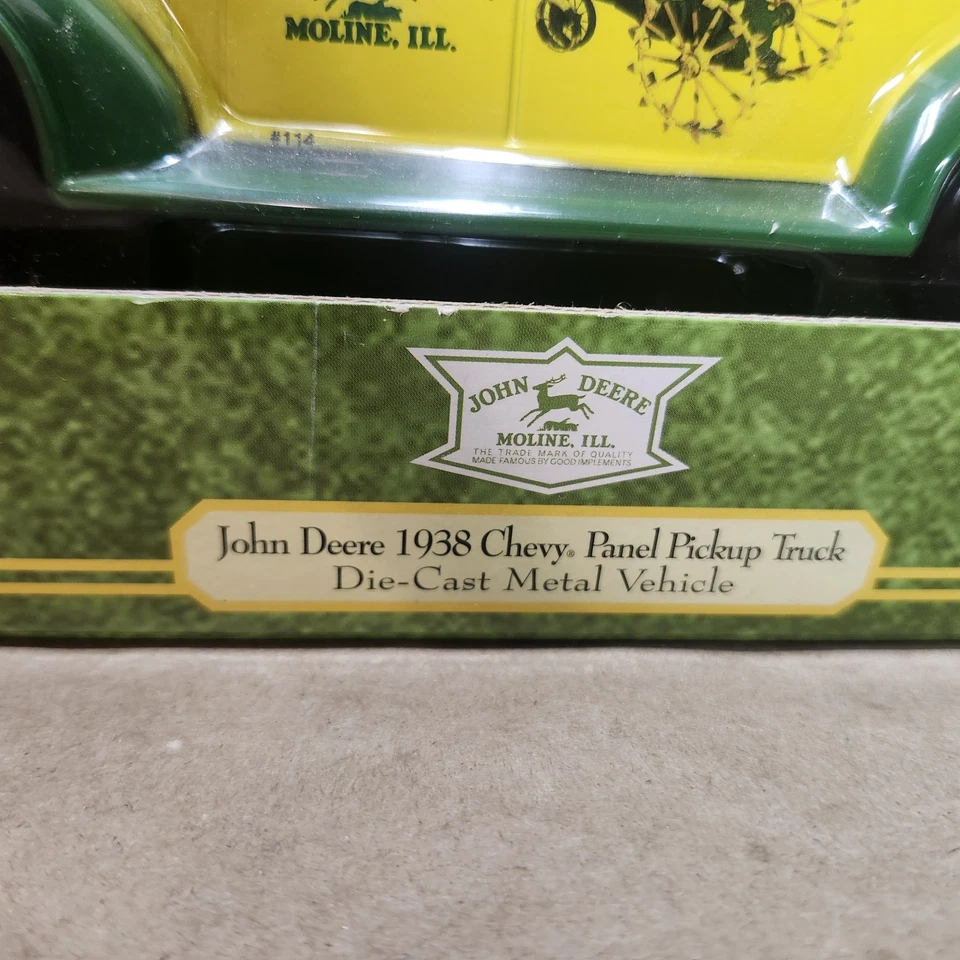 MOLINE, ILL.
#114
JOHN DEERE
MOLINE, ILL.
THE TRADE MARK OF QUALITY
MADE FAMOUS BY GOOD IMPLEMENTS
John Deere 1938 Chevy® Panel Pickup Truck
Die-Cast Metal Vehicle